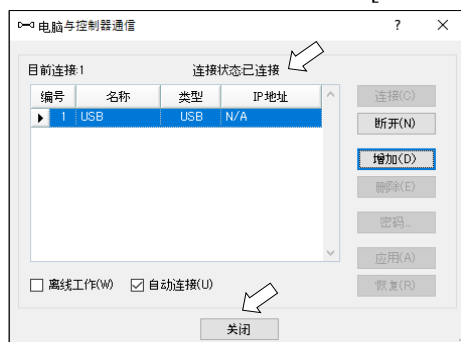 电脑与控制器通信 ? ×
目前连接:1 连接状态已连接
编号 名称 类型 IP地址
1 USB USB N/A
连接(C)
断开(N)
增加(D)
删除(E)
密码...
应用(A)
恢复(R)
离线工作(W) 自动连接(U)
关闭